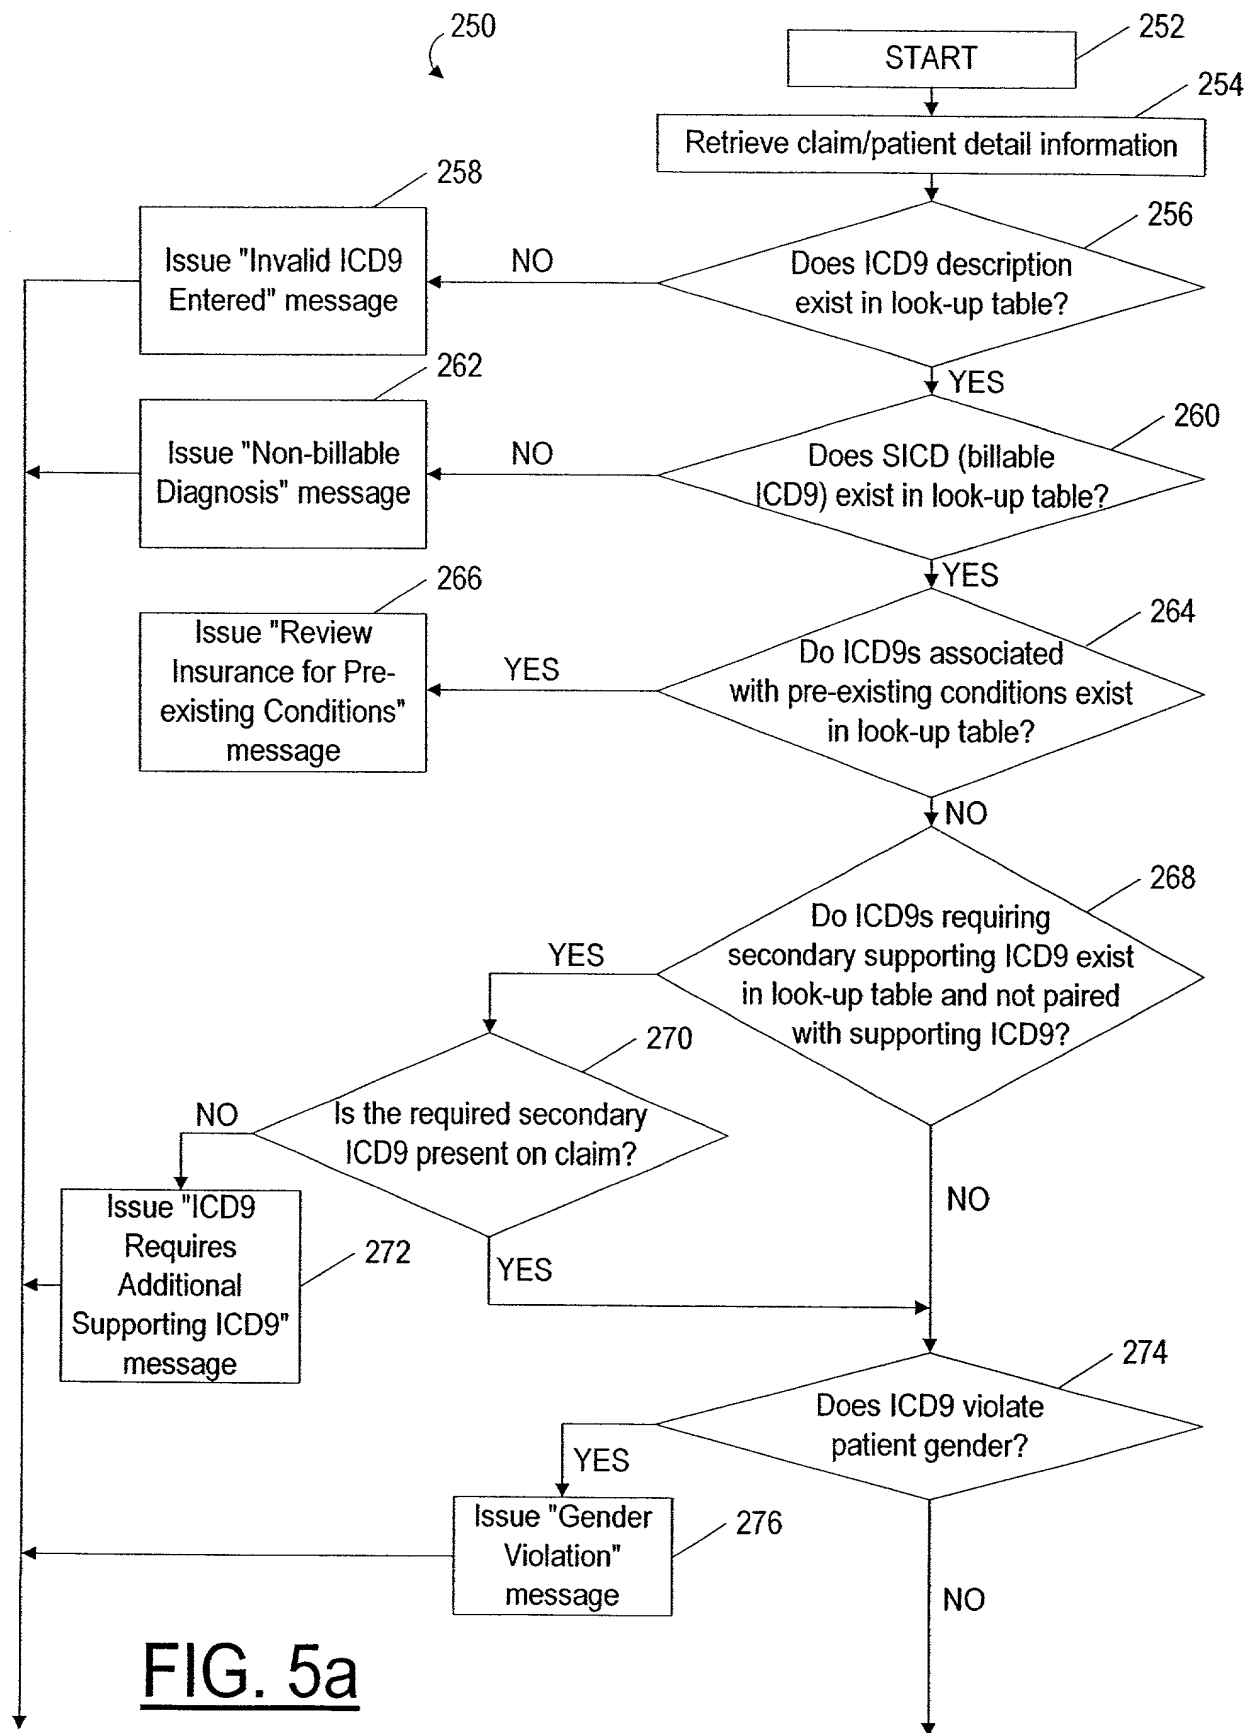 250
252
START
254
Retrieve claim/patient detail information
258
256
Issue "Invalid ICD9
Entered" message
NO
Does ICD9 description
exist in look-up table?
YES
262
260
Issue "Non-billable
Diagnosis" message
NO
Does SICD (billable
ICD9) exist in look-up table?
YES
266
264
Issue "Review
Insurance for Pre-
existing Conditions"
message
YES
Do ICD9s associated
with pre-existing conditions exist
in look-up table?
NO
268
Do ICD9s requiring
secondary supporting ICD9 exist
in look-up table and not paired
with supporting ICD9?
YES
270
NO
Is the required secondary
ICD9 present on claim?
NO
Issue "ICD9
Requires
Additional
Supporting ICD9"
message
272
YES
274
Does ICD9 violate
patient gender?
YES
Issue "Gender
Violation"
message
276
NO
FIG. 5a